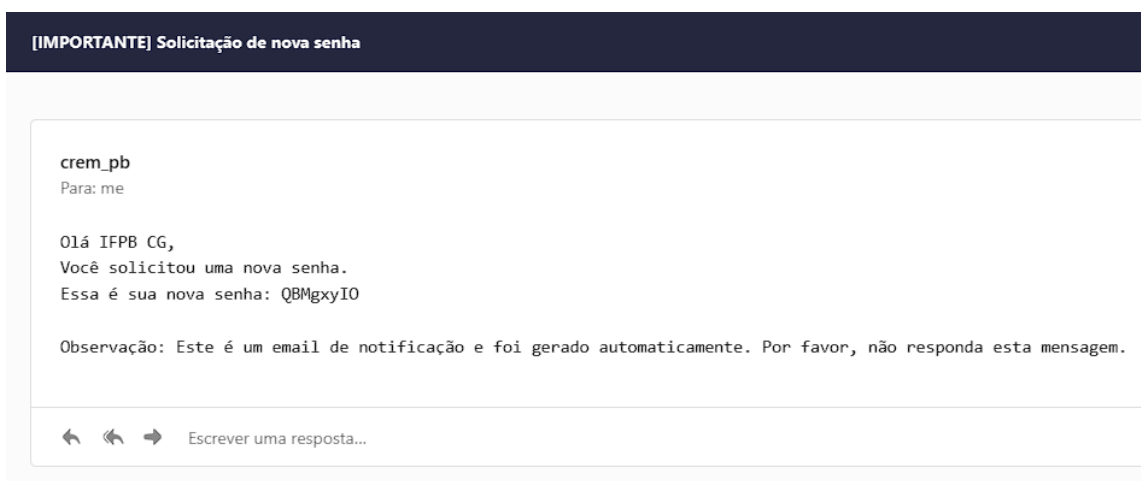 [IMPORTANTE] Solicitação de nova senha
crem_pb
Para: me
Olá IFPB CG,
Você solicitou uma nova senha.
Essa é sua nova senha: QBMgxyIO
Observação: Este é um email de notificação e foi gerado automaticamente. Por favor, não responda esta mensagem.
Escrever uma resposta...